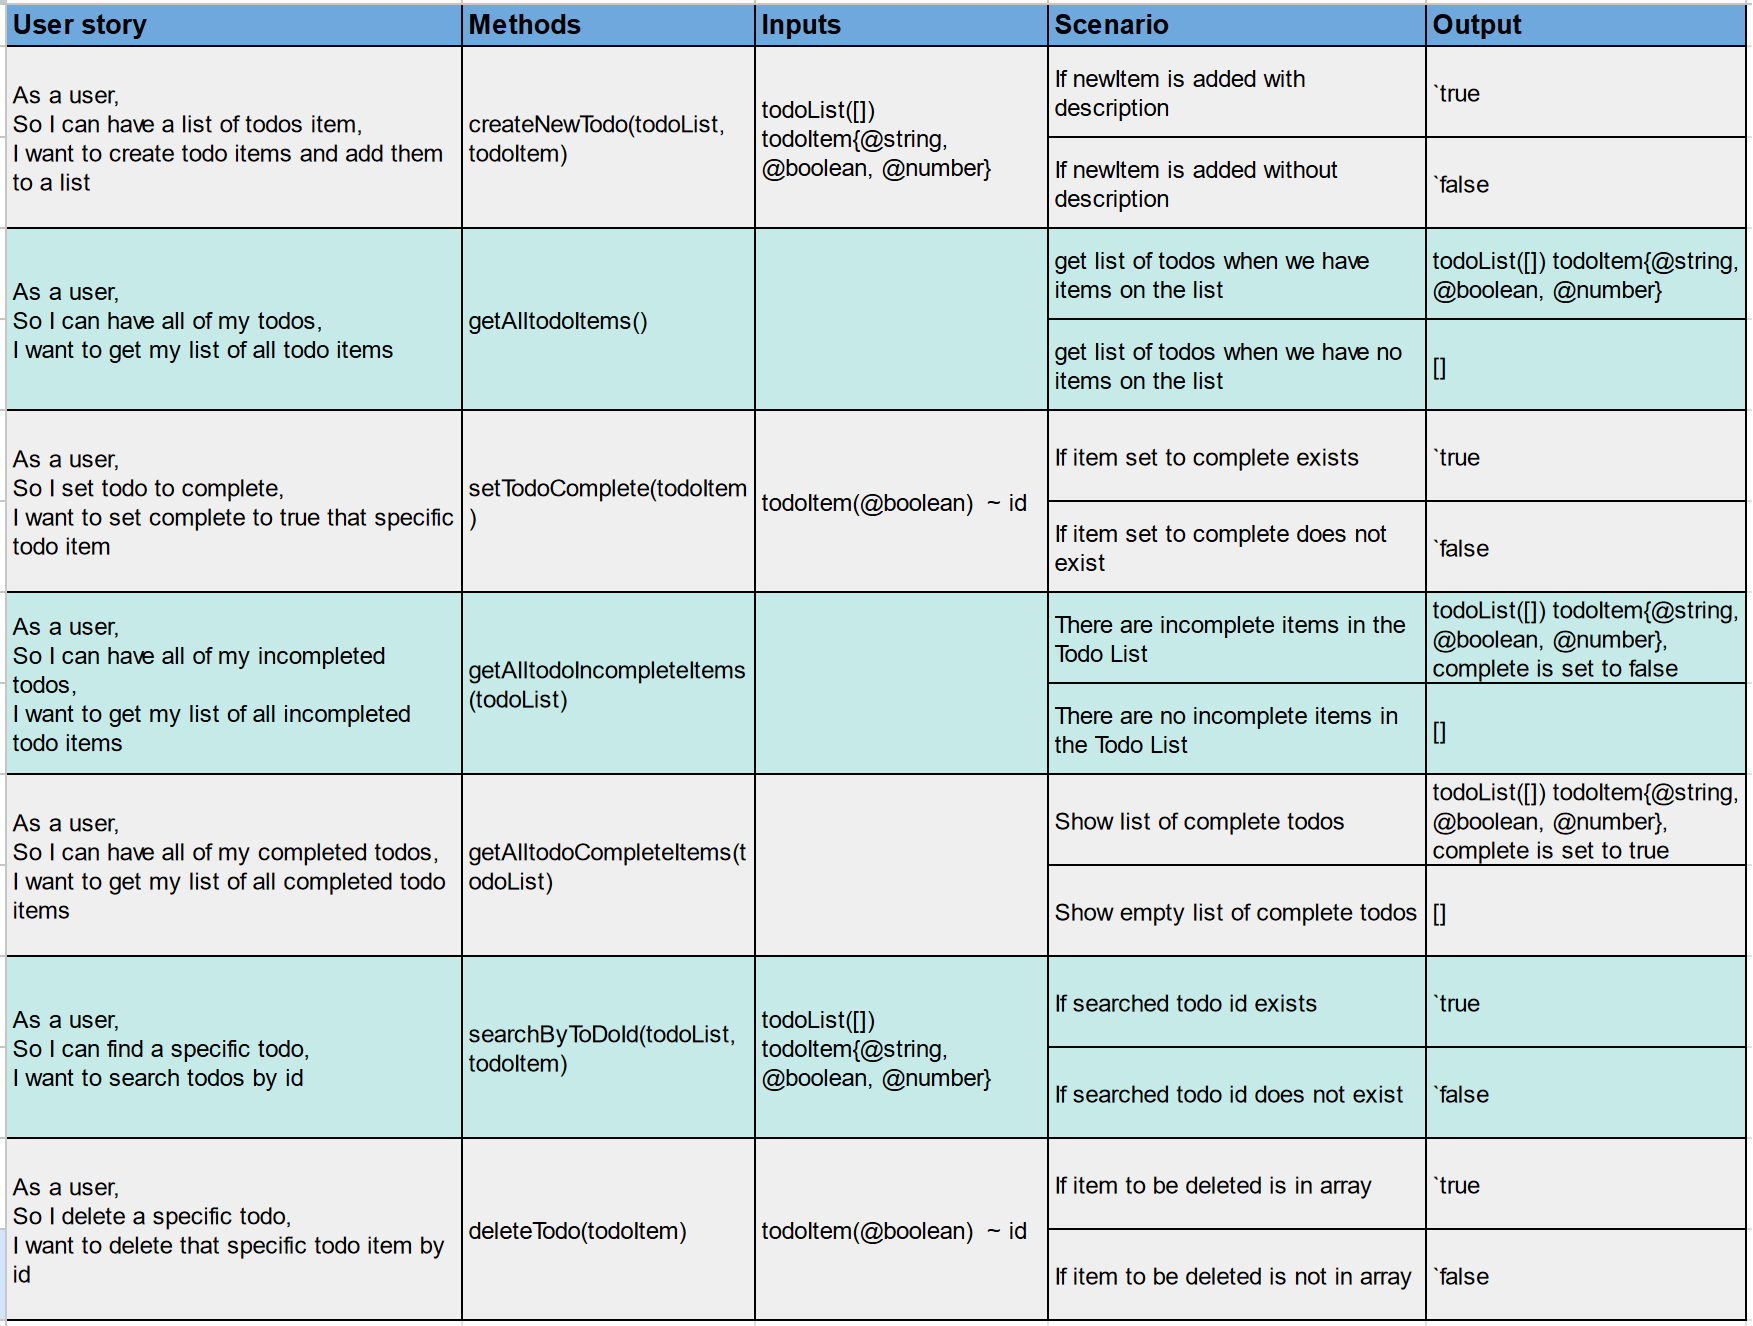 User story
Methods
Inputs
Scenario
Output
As a user,
So I can have a list of todos item,
I want to create todo items and add them
to a list
createNewTodo(todoList,
todoItem)
todoList([])
todoItem{@string,
@boolean, @number}
If newItem is added with
description
`true
If newItem is added without
description
`false
As a user,
So I can have all of my todos,
I want to get my list of all todo items
getAlltodoItems()
get list of todos when we have
items on the list
todoList([]) todoItem{@string,
@boolean, @number}
get list of todos when we have no
items on the list
[]
As a user,
So I set todo to complete,
I want to set complete to true that specific
todo item
setTodoComplete(todoItem
)
todoItem(@boolean)  ~ id
If item set to complete exists
`true
If item set to complete does not
exist
`false
As a user,
So I can have all of my incompleted
todos,
I want to get my list of all incompleted
todo items
getAlltodoIncompleteItems
(todoList)
There are incomplete items in the
Todo List
todoList([]) todoItem{@string,
@boolean, @number},
complete is set to false
There are no incomplete items in
the Todo List
[]
As a user,
So I can have all of my completed todos,
I want to get my list of all completed todo
items
getAlltodoCompleteItems(t
odoList)
Show list of complete todos
todoList([]) todoItem{@string,
@boolean, @number},
complete is set to true
Show empty list of complete todos
[]
As a user,
So I can find a specific todo,
I want to search todos by id
searchByToDoId(todoList,
todoItem)
todoList([])
todoItem{@string,
@boolean, @number}
If searched todo id exists
`true
If searched todo id does not exist
`false
As a user,
So I delete a specific todo,
I want to delete that specific todo item by
id
deleteTodo(todoItem)
todoItem(@boolean)  ~ id
If item to be deleted is in array
`true
If item to be deleted is not in array
`false